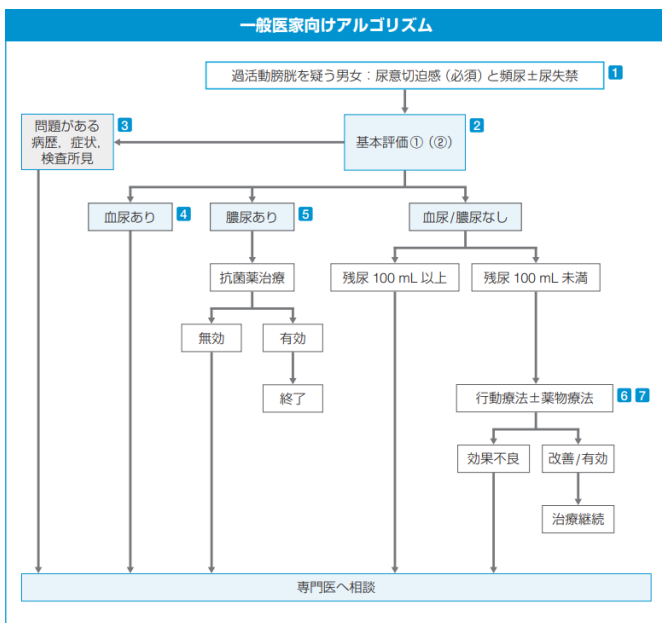 一般医家向けアルゴリズム
過活動膀胱を疑う男女：尿意切迫感（必須）と頻尿±尿失禁 1
問題がある 3
病歴，症状，
検査所見
基本評価①（②） 2
血尿あり 4
膿尿あり 5
血尿/膿尿なし
抗菌薬治療
残尿 100 mL 以上
残尿 100 mL 未満
無効
有効
終了
行動療法±薬物療法 6 7
効果不良
改善/有効
治療継続
専門医へ相談